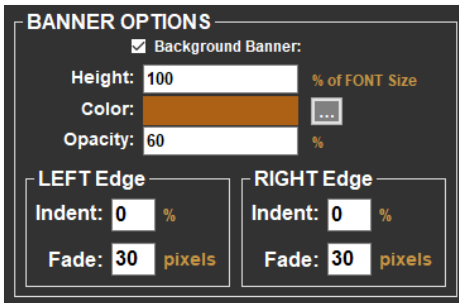 BANNER OPTIONS
Background Banner:
Height: 100 % of FONT Size
Color: ...
Opacity: 60 %
LEFT Edge
Indent: 0 %
Fade: 30 pixels
RIGHT Edge
Indent: 0 %
Fade: 30 pixels